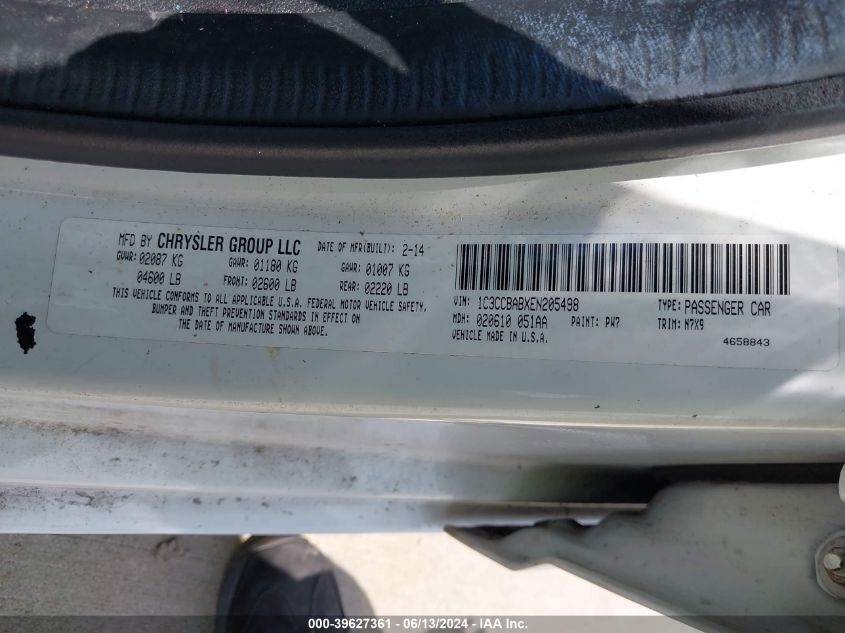 MFD BY CHRYSLER GROUP LLC DATE OF MFR(BUILT): 2-14
GVWR: 02087 KG GAWR: 01180 KG GAWR: 01007 KG
04600 LB FRONT: 02600 LB REAR: 02220 LB
THIS VEHICLE CONFORMS TO ALL APPLICABLE U.S.A. FEDERAL MOTOR VEHICLE SAFETY,
BUMPER AND THEFT PREVENTION STANDARDS IN EFFECT ON
THE DATE OF MANUFACTURE SHOWN ABOVE.
VIN: 1C3CCBABXEN205498 TYPE: PASSENGER CAR
MDH: 020610 051AA PAINT: PW7 TRIM: N7X9
VEHICLE MADE IN U.S.A. 4658843
000-39627361 - 06/13/2024 - IAA Inc.